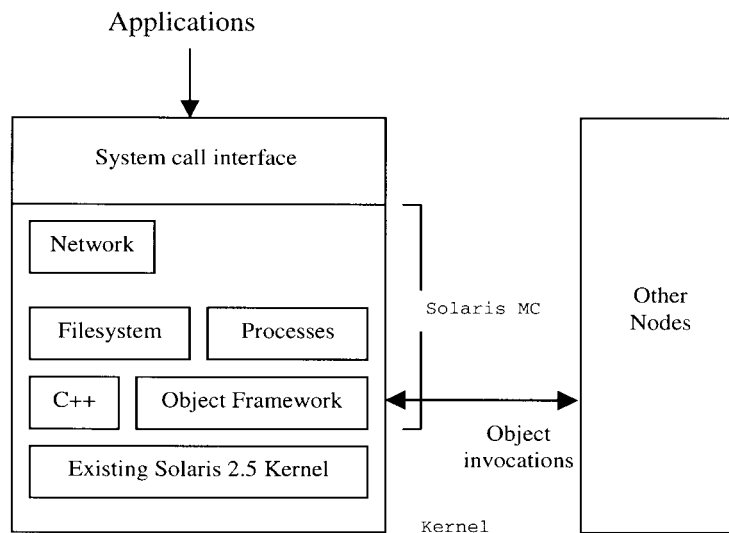 Applications
System call interface
Network
Filesystem
Processes
C++
Object Framework
Existing Solaris 2.5 Kernel
Solaris MC
Kernel
Object
invocations
Other
Nodes